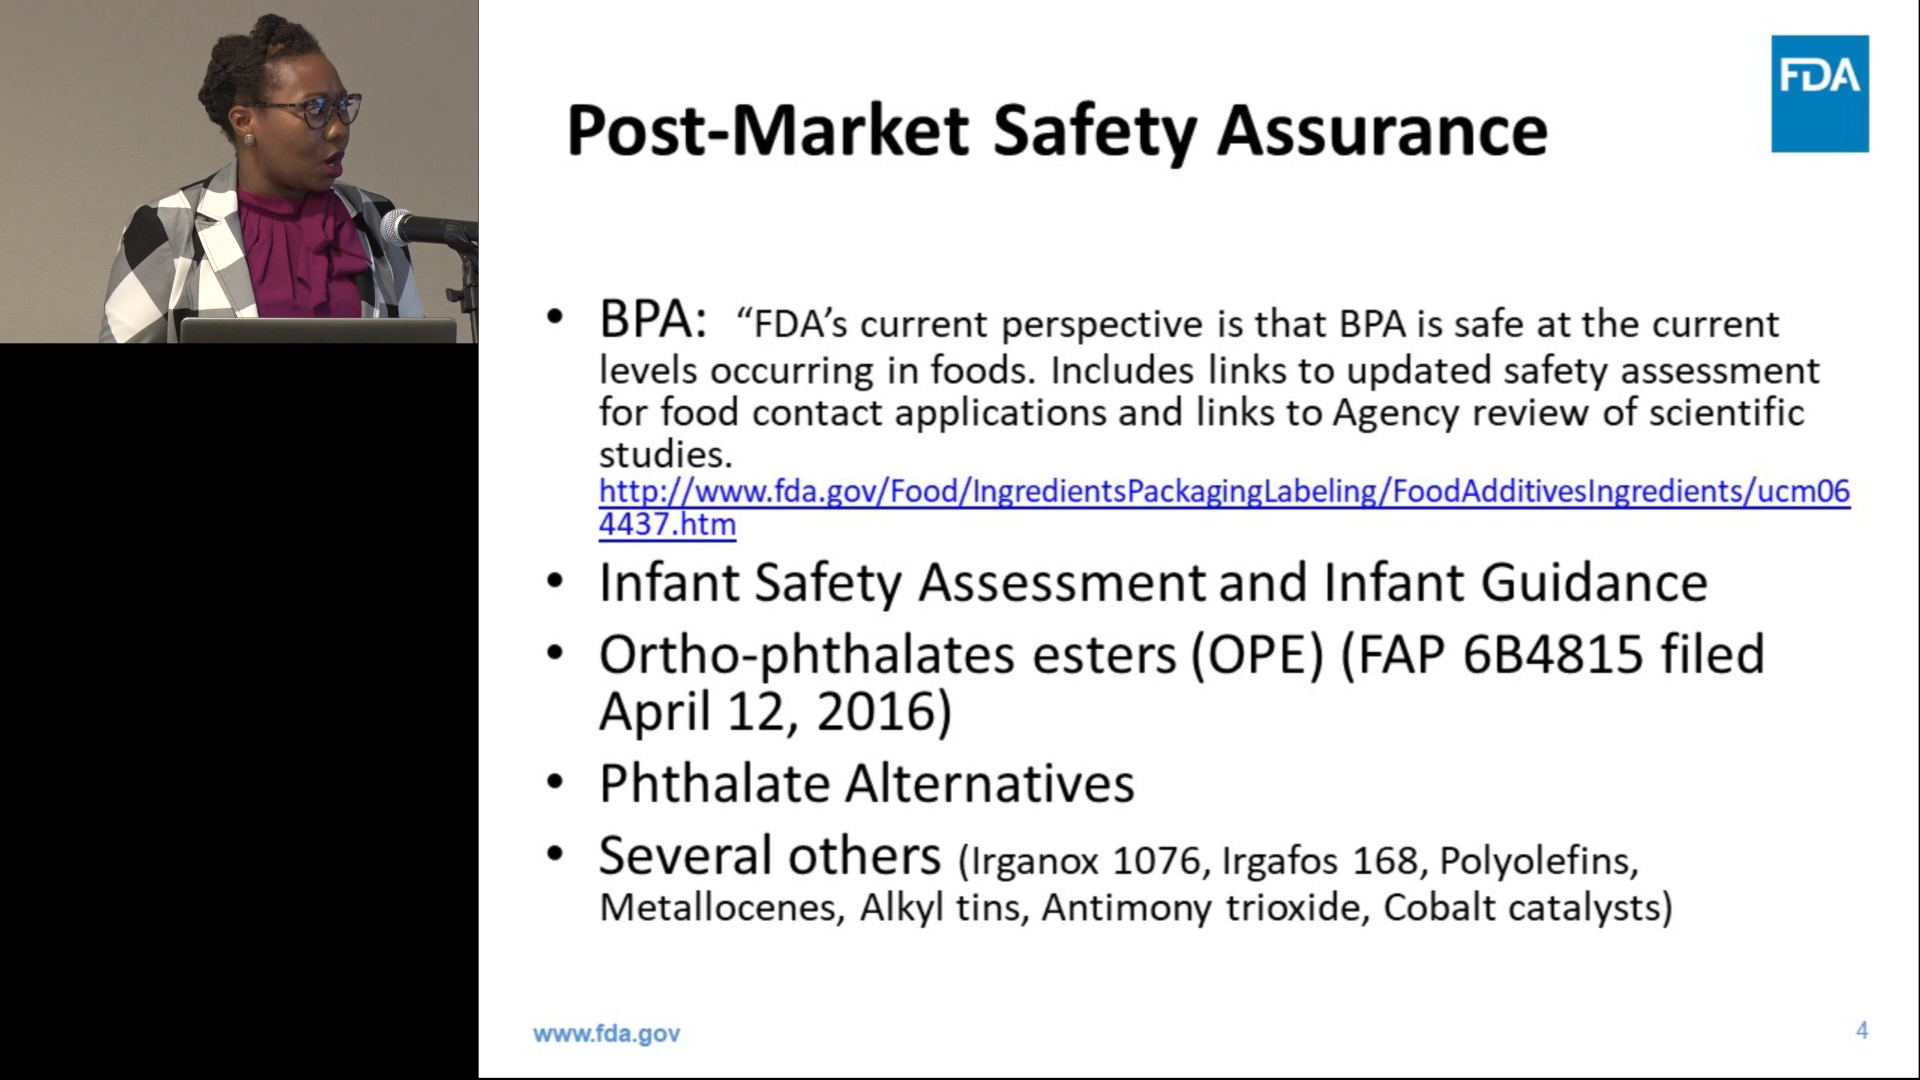 FDA
Post-Market Safety Assurance
• BPA: “FDA’s current perspective is that BPA is safe at the current
levels occurring in foods. Includes links to updated safety assessment
for food contact applications and links to Agency review of scientific
studies.
http://www.fda.gov/Food/IngredientsPackagingLabeling/FoodAdditivesIngredients/ucm06
4437.htm
• Infant Safety Assessment and Infant Guidance
• Ortho-phthalates esters (OPE) (FAP 6B4815 filed
April 12, 2016)
• Phthalate Alternatives
• Several others (Irganox 1076, Irgafos 168, Polyolefins,
Metallocenes, Alkyl tins, Antimony trioxide, Cobalt catalysts)
www.fda.gov
4